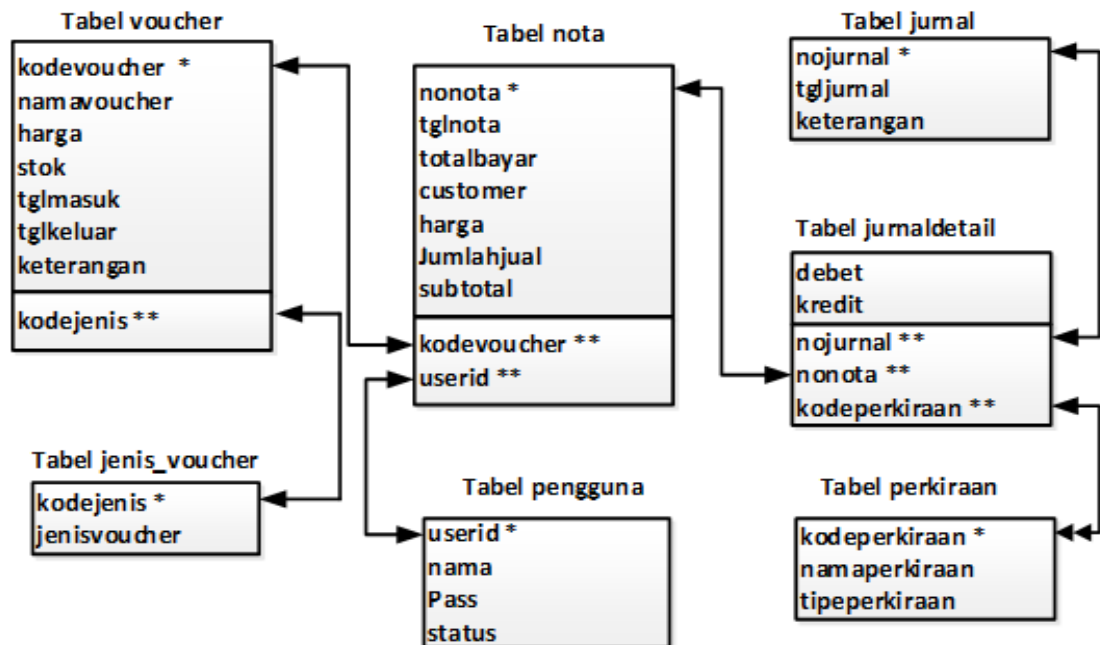 Tabel voucher
kodevoucher *
namavoucher
harga
stok
tglmasuk
tglkeluar
keterangan
kodejenis **
Tabel jenis_voucher
kodejenis *
jenisvoucher
Tabel nota
nonota *
tglnota
totalbayar
customer
harga
Jumlahjual
subtotal
kodevoucher **
userid **
Tabel pengguna
userid *
nama
Pass
status
Tabel jurnal
nojurnal *
tgljurnal
keterangan
Tabel jurnaldetail
debet
kredit
nojurnal **
nonota **
kodeperkiraan **
Tabel perkiraan
kodeperkiraan *
namaperkiraan
tipeperkiraan